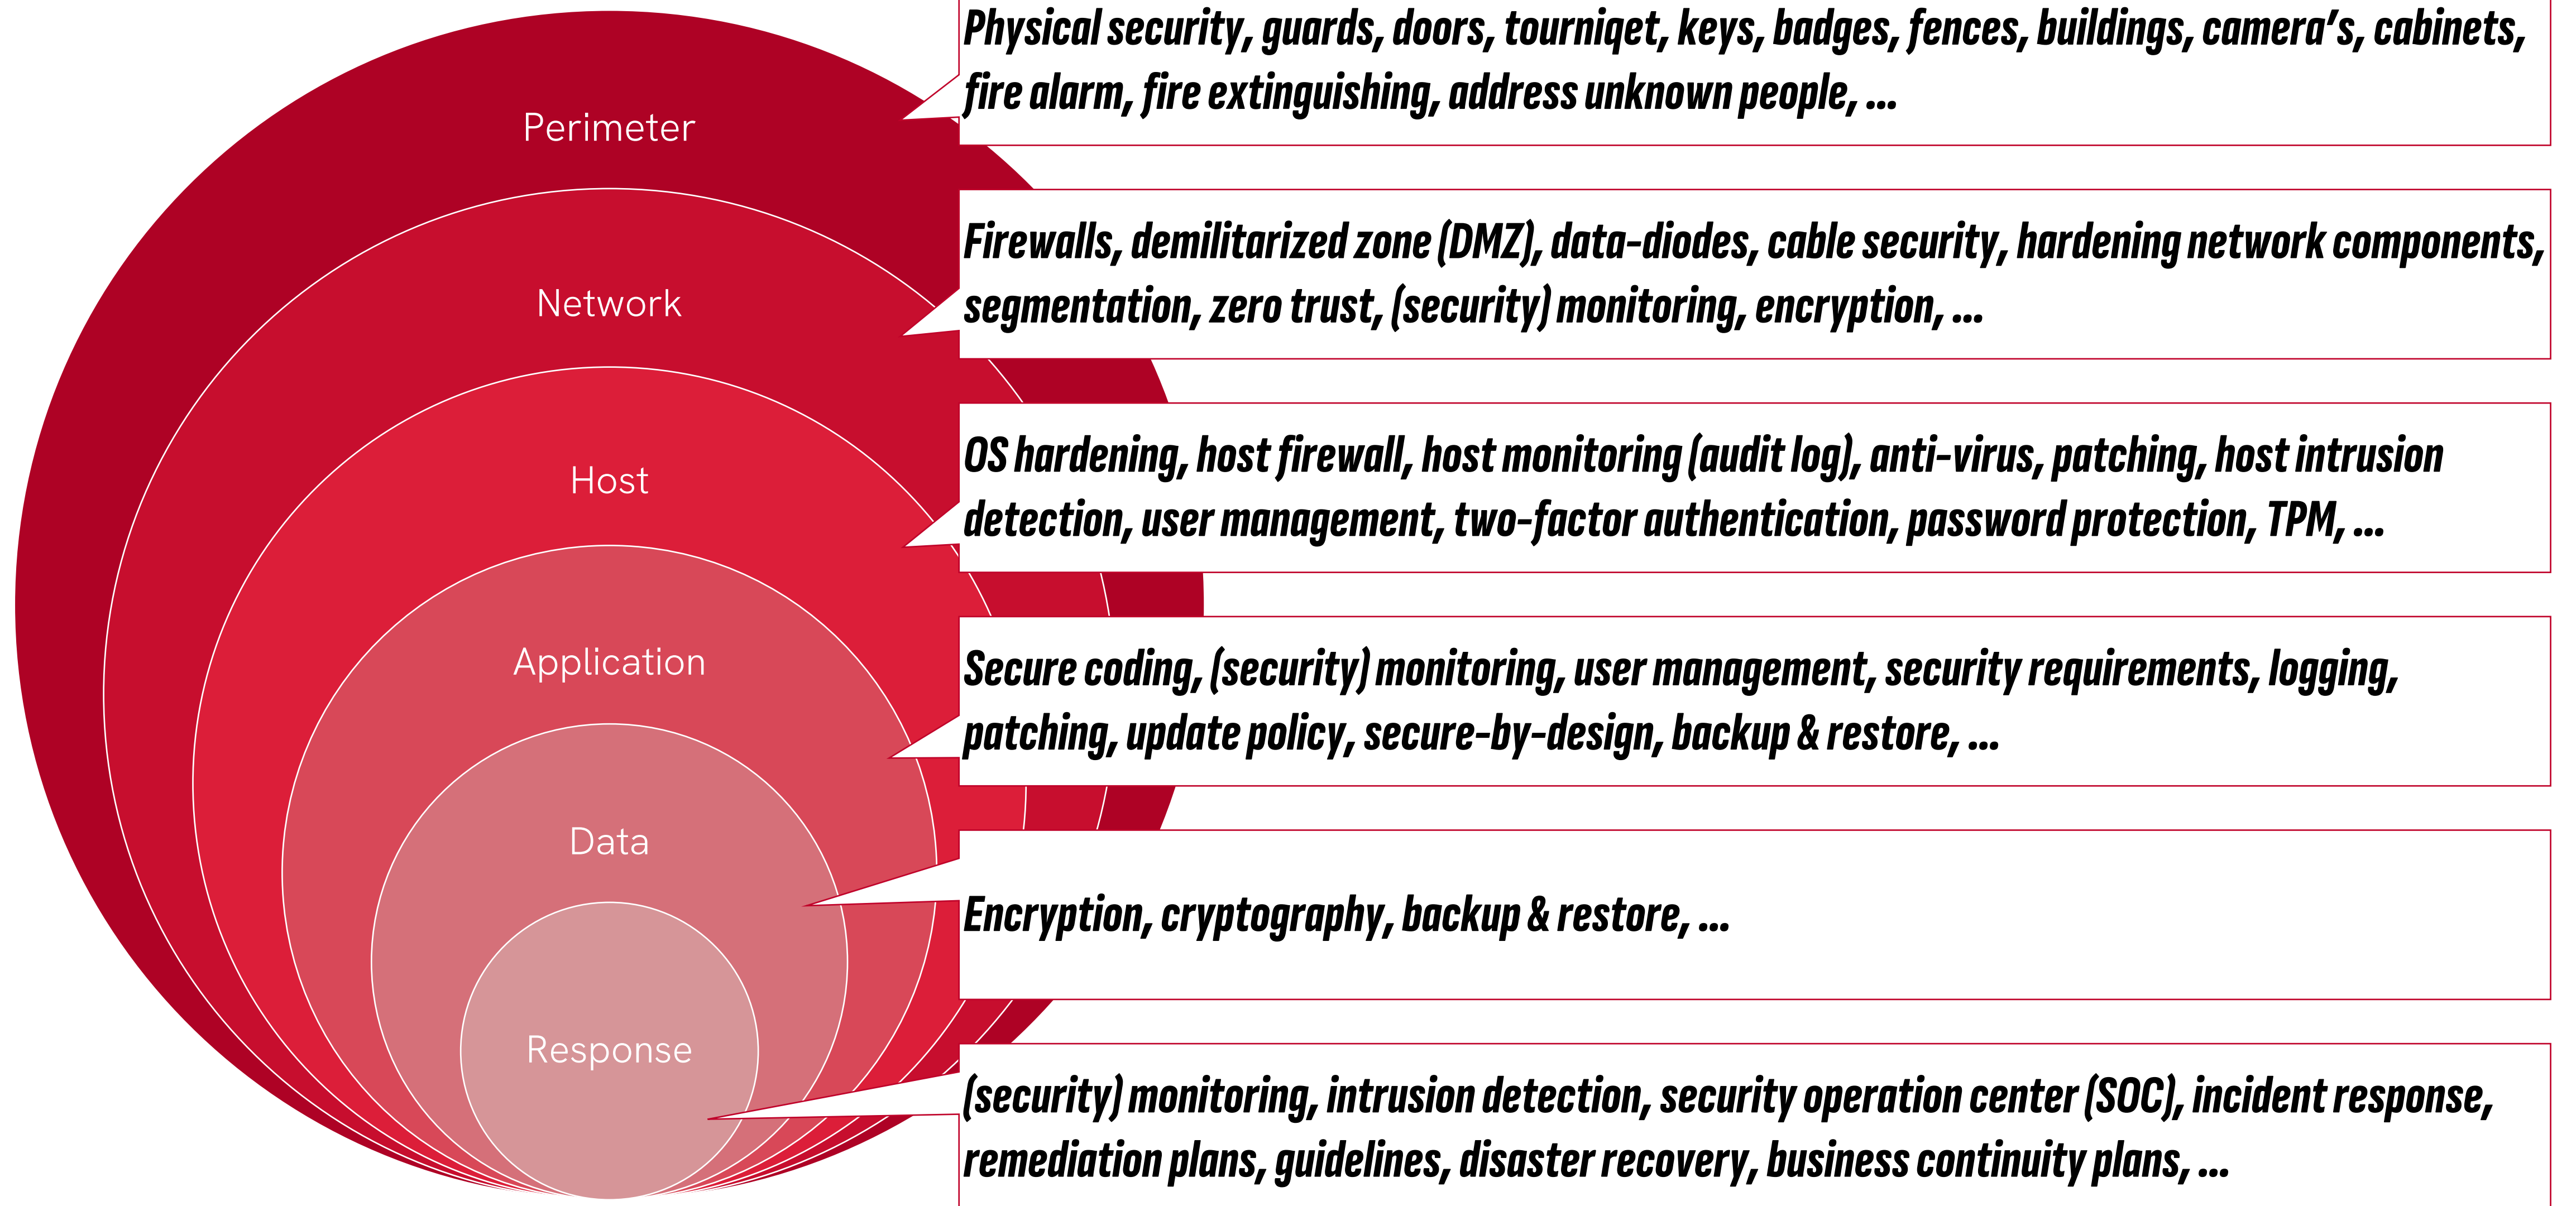 Perimeter
Physical security, guards, doors, tourniqet, keys, badges, fences, buildings, camera's, cabinets,
fire alarm, fire extinguishing, address unknown people, ...
Network
Firewalls, demilitarized zone (DMZ), data-diodes, cable security, hardening network components,
segmentation, zero trust, (security) monitoring, encryption, ...
Host
OS hardening, host firewall, host monitoring (audit log), anti-virus, patching, host intrusion
detection, user management, two-factor authentication, password protection, TPM, ...
Application
Secure coding, (security) monitoring, user management, security requirements, logging,
patching, update policy, secure-by-design, backup & restore, ...
Data
Encryption, cryptography, backup & restore, ...
Response
(security) monitoring, intrusion detection, security operation center (SOC), incident response,
remediation plans, guidelines, disaster recovery, business continuity plans, ...